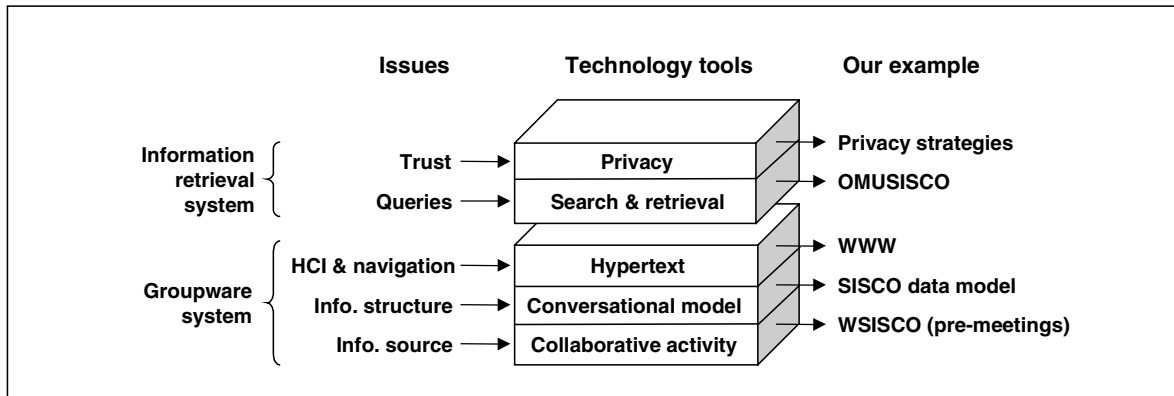 Issues Technology tools Our example
Information retrieval system
Trust Privacy Privacy strategies
Queries Search & retrieval OMUSISCO
Groupware system
HCI & navigation Hypertext WWW
Info. structure Conversational model SISCO data model
Info. source Collaborative activity WSISCO (pre-meetings)